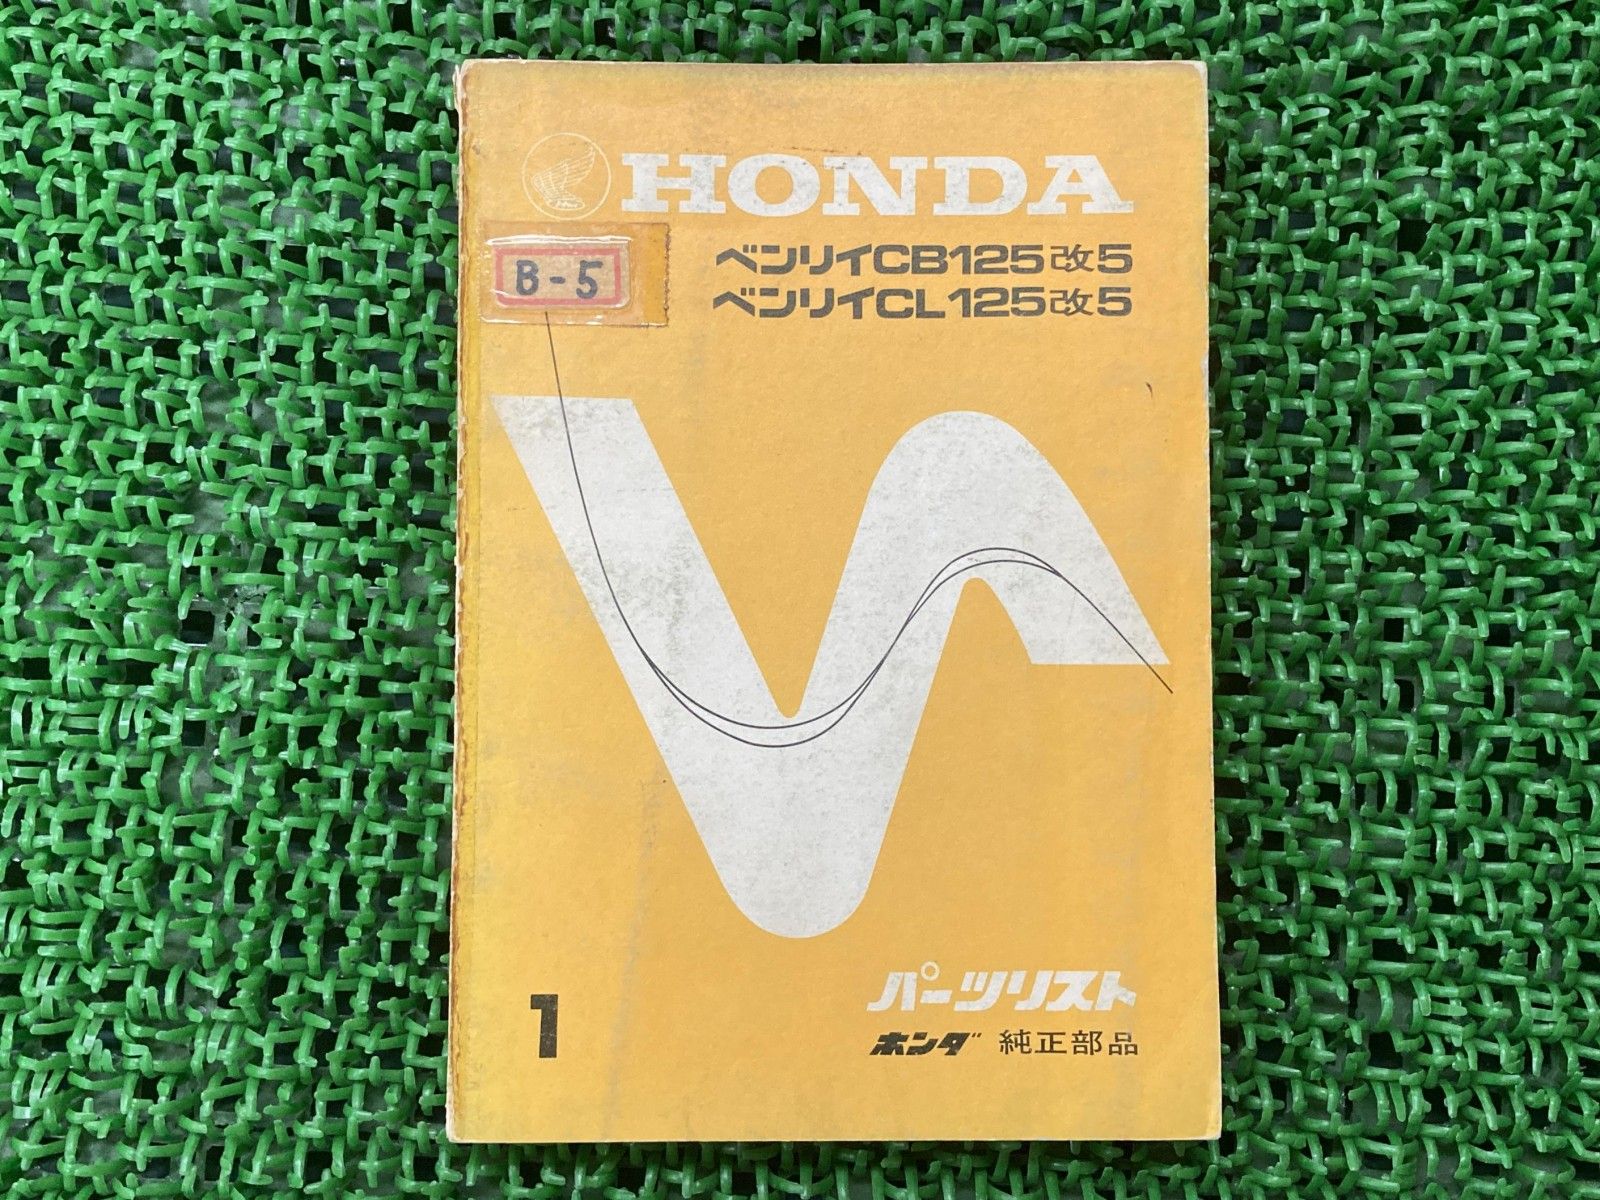 HONDA
ベンリイCB125改5
B-5
ベンリイCL125改5
パーツリスト
1
ホンダ 純正部品